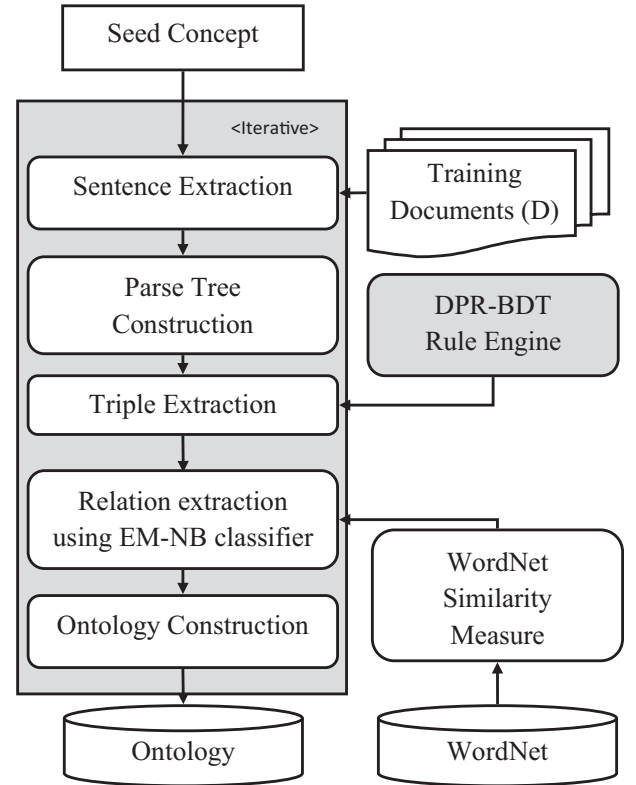 Seed Concept
<Iterative>
Sentence Extraction
Training
Documents (D)
Parse Tree
Construction
DPR-BDT
Rule Engine
Triple Extraction
Relation extraction
using EM-NB classifier
WordNet
Similarity
Measure
Ontology Construction
Ontology
WordNet